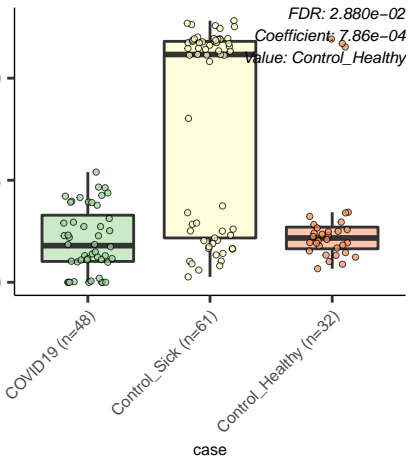 FDR: 2.880e−02
Coefficient: 7.86e−04
Value: Control_Healthy
COVID19 (n=48)
Control_Sick (n=61)
Control_Healthy (n=32)
case